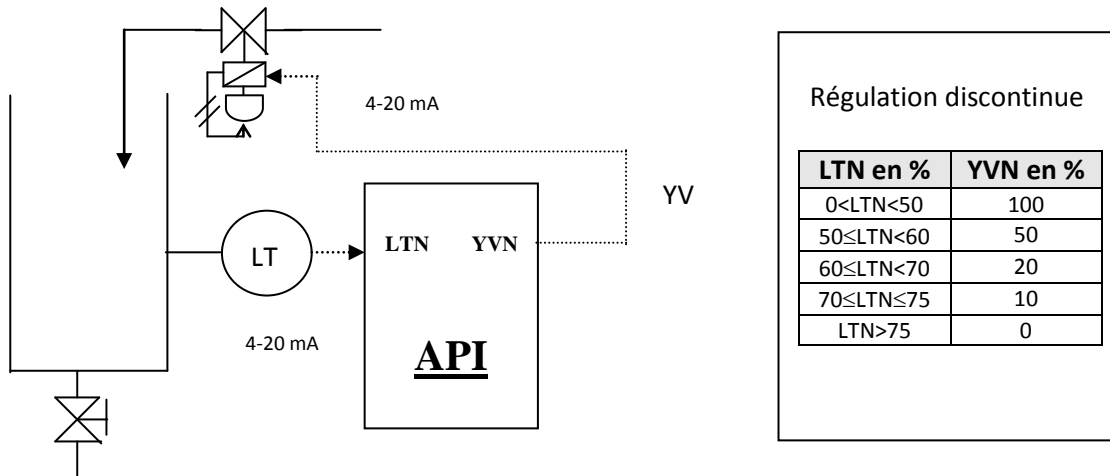 4-20 mA
YV
LT
LTN YVN
API
4-20 mA
Régulation discontinue
LTN en % YVN en %
0<LTN<50 100
50≤LTN<60 50
60≤LTN<70 20
70≤LTN≤75 10
LTN>75 0